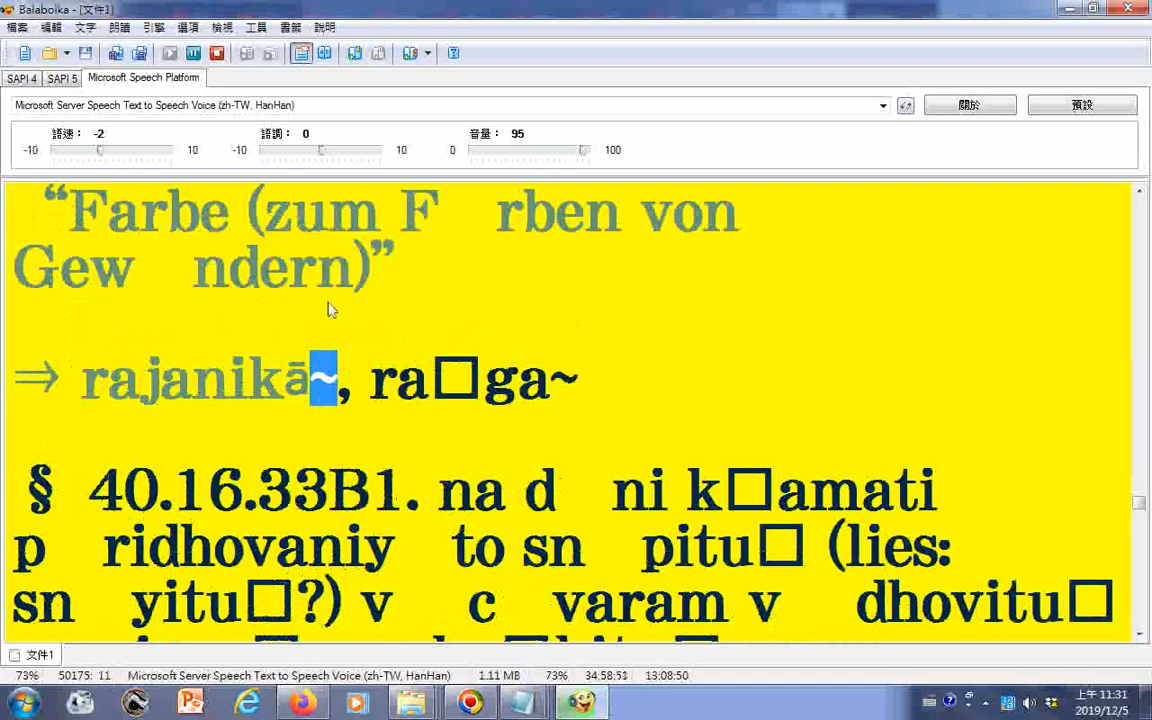 Balabolka - [文件1]
檔案 編輯 文字 朗讀 引擎 選項 檢視 工具 書籤 說明
SAPI 4 SAPI 5 Microsoft Speech Platform
Microsoft Server Speech Text to Speech Voice (zh-TW, HanHan) 關於 預設
語速： -2 語調： 0 音量： 95
-10 10 -10 10 0 100
“Farbe (zum F rben von
Gew ndern)”
⇒ rajanikā~, ra□ga~
§ 40.16.33B1. na d ni k□amati
p ridhovaniy to sn pitu□ (lies:
sn yitu□?) v c varam v dhovitu□
文件1
73% 50175: 11 Microsoft Server Speech Text to Speech Voice (zh-TW, HanHan) 1.11 MB 73% 34:58:51 13:08:50
上午 11:31
2019/12/5